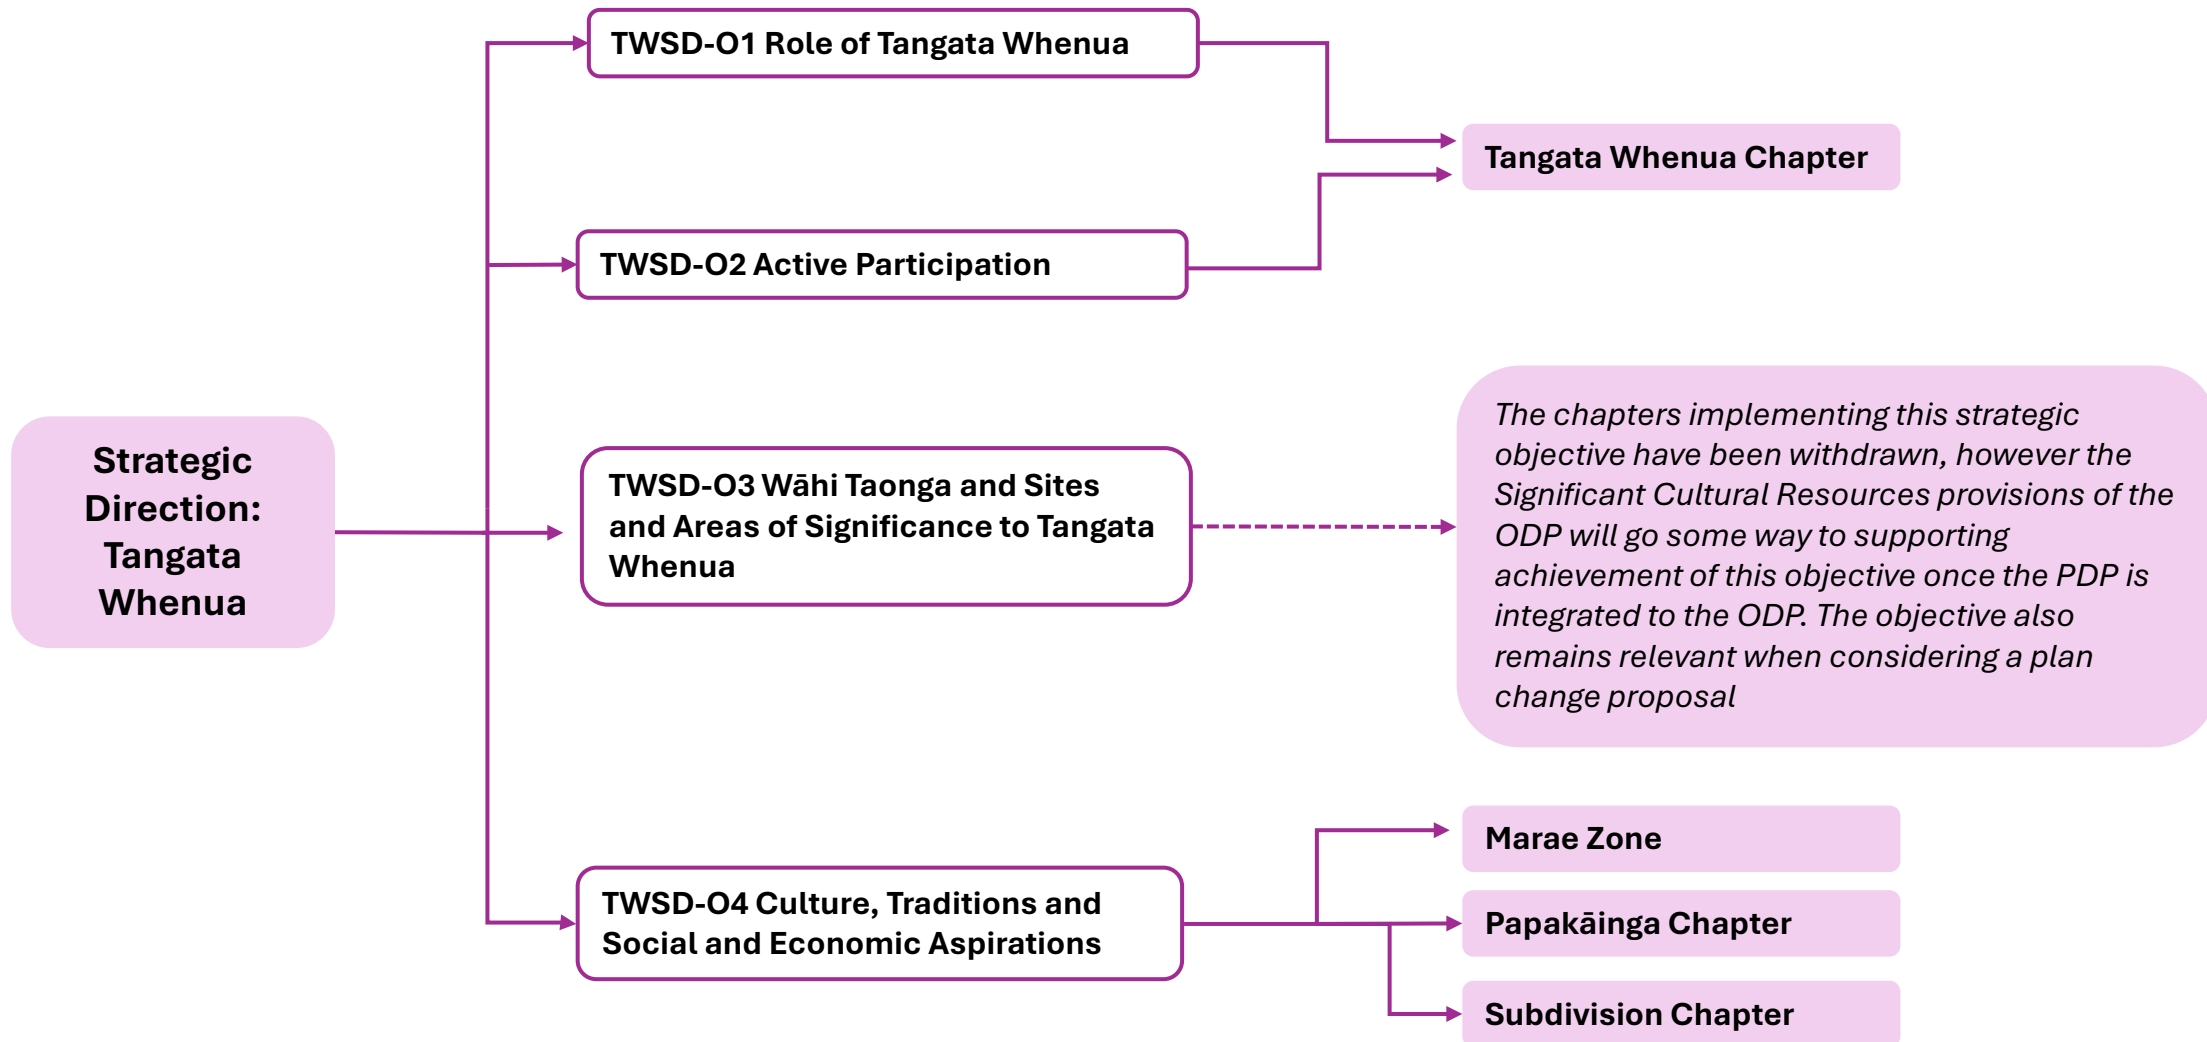 Strategic
Direction:
Tangata
Whenua
TWSD-O1 Role of Tangata Whenua
TWSD-O2 Active Participation
TWSD-O3 Wāhi Taonga and Sites
and Areas of Significance to Tangata
Whenua
TWSD-O4 Culture, Traditions and
Social and Economic Aspirations
Tangata Whenua Chapter
The chapters implementing this strategic
objective have been withdrawn, however the
Significant Cultural Resources provisions of the
ODP will go some way to supporting
achievement of this objective once the PDP is
integrated to the ODP. The objective also
remains relevant when considering a plan
change proposal
Marae Zone
Papakāinga Chapter
Subdivision Chapter